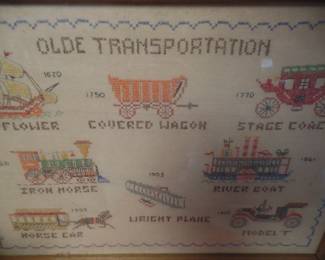 OLDE TRANSPORTATION
1620
1750
1770
FLOWER
COVERED WAGON
STAGE COAC
1903
IRON HORSE
RIVER BOAT
WRIGHT PLANE
HORSE CAR
MODEL T